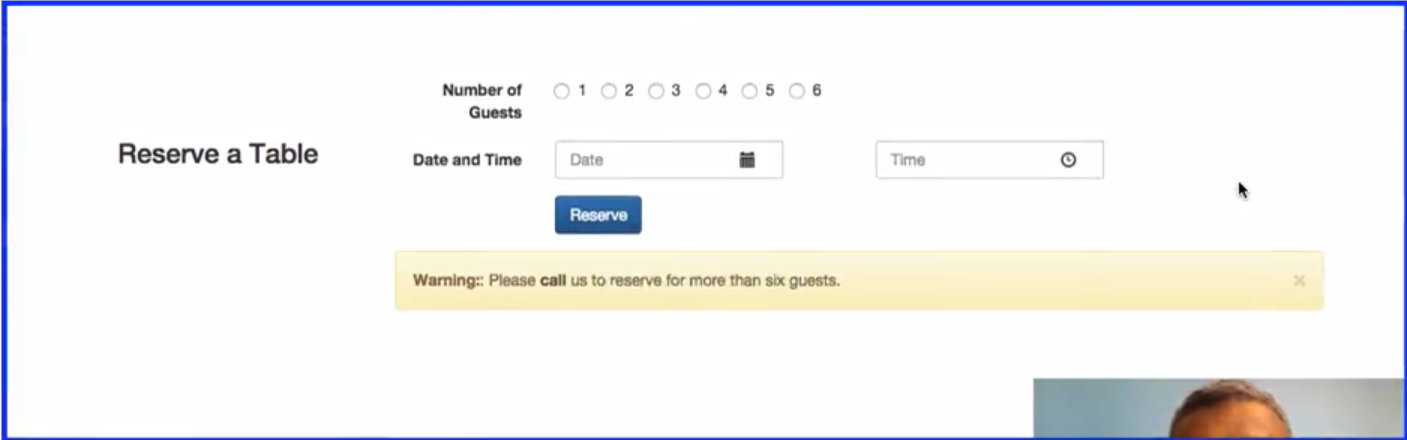 Number of
Guests
1 2 3 4 5 6
Reserve a Table
Date and Time
Date
Time
Reserve
Warning:: Please call us to reserve for more than six guests.
×